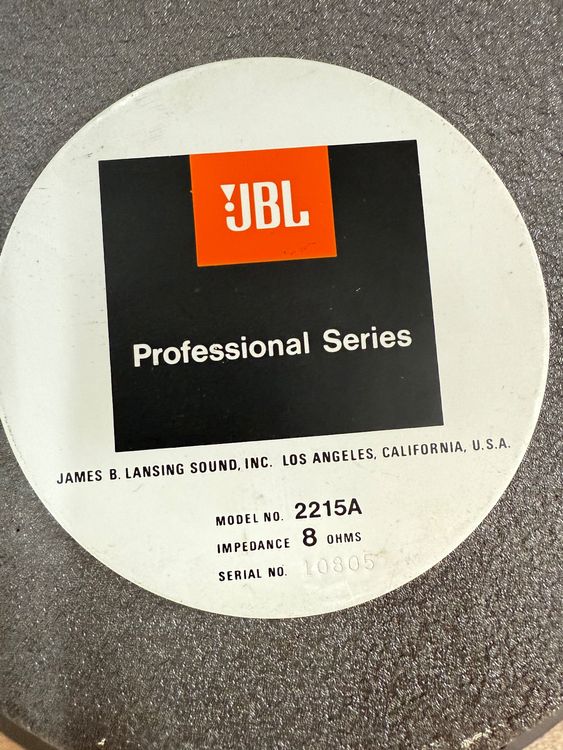 JBL
Professional Series
JAMES B. LANSING SOUND, INC. LOS ANGELES, CALIFORNIA, U.S.A.
MODEL NO. 2215A
IMPEDANCE 8 OHMS
SERIAL NO. 10805